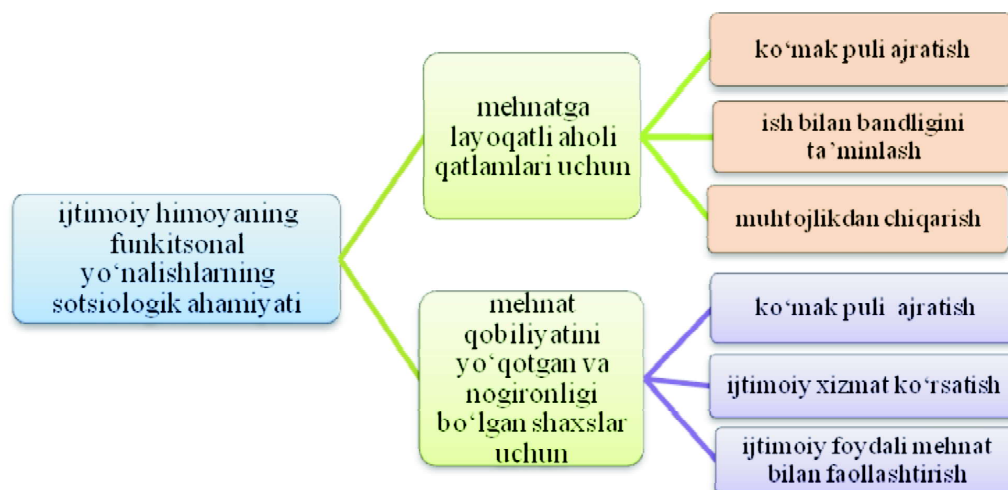 ijtimoiy himoyaning
funkitsonal
yo‘nalishlarning
sotsiologik ahamiyati
mehnatga
layoqatli aholi
qatlamlari uchun
ko‘mak puli ajratish
ish bilan bandligini
ta’minlash
muhtojlikdan chiqarish
mehnat
qobiliyatini
yo‘qotgan va
nogironligi
bo‘lgan shaxslar
uchun
ko‘mak puli ajratish
ijtimoiy xizmat ko‘rsatish
ijtimoiy foydali mehnat
bilan faollashtirish